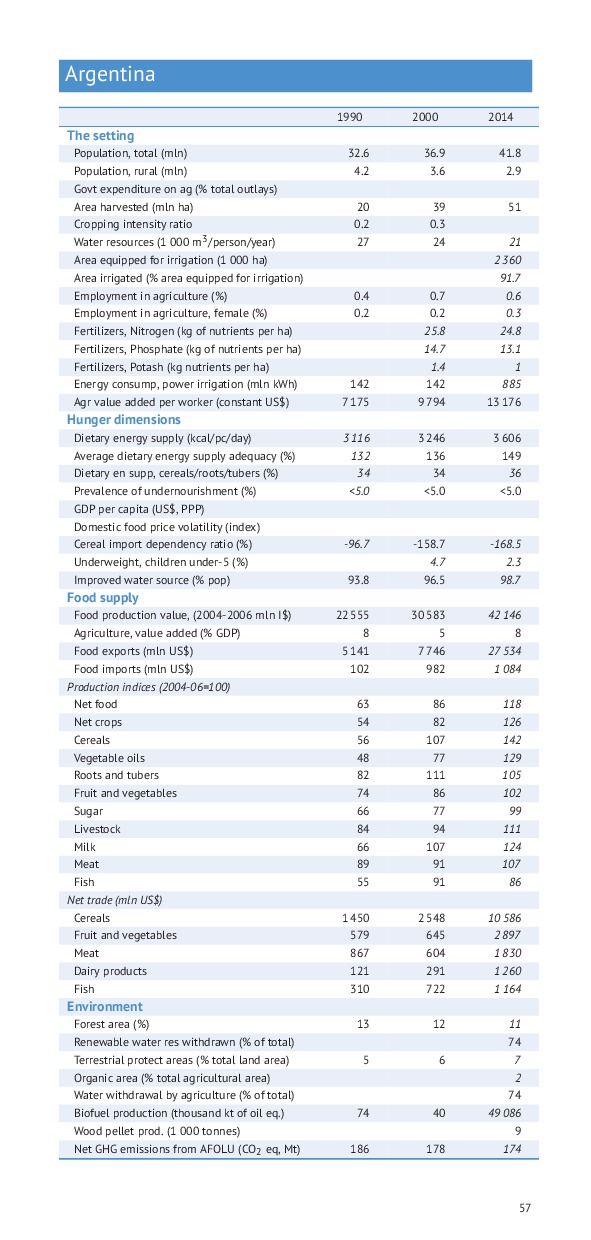 Argentina
1990 2000 2014
The setting
Population, total (mln) 32.6 36.9 41.8
Population, rural (mln) 4.2 3.6 2.9
Govt expenditure on ag (% total outlays)
Area harvested (mln ha) 20 39 51
Cropping intensity ratio 0.2 0.3
Water resources (1 000 m3/person/year) 27 24 21
Area equipped for irrigation (1 000 ha) 2 360
Area irrigated (% area equipped for irrigation) 91.7
Employment in agriculture (%) 0.4 0.7 0.6
Employment in agriculture, female (%) 0.2 0.2 0.3
Fertilizers, Nitrogen (kg of nutrients per ha) 25.8 24.8
Fertilizers, Phosphate (kg of nutrients per ha) 14.7 13.1
Fertilizers, Potash (kg nutrients per ha) 1.4 1
Energy consump, power irrigation (mln kWh) 142 142 885
Agr value added per worker (constant US$) 7 175 9 794 13 176
Hunger dimensions
Dietary energy supply (kcal/pc/day) 3 116 3 246 3 606
Average dietary energy supply adequacy (%) 132 136 149
Dietary en supp, cereals/roots/tubers (%) 34 34 36
Prevalence of undernourishment (%) <5.0 <5.0 <5.0
GDP per capita (US$, PPP)
Domestic food price volatility (index)
Cereal import dependency ratio (%) -96.7 -158.7 -168.5
Underweight, children under-5 (%) 4.7 2.3
Improved water source (% pop) 93.8 96.5 98.7
Food supply
Food production value, (2004-2006 mln I$) 22 555 30 583 42 146
Agriculture, value added (% GDP) 8 5 8
Food exports (mln US$) 5 141 7 746 27 534
Food imports (mln US$) 102 982 1 084
Production indices (2004-06=100)
Net food 63 86 118
Net crops 54 82 126
Cereals 56 107 142
Vegetable oils 48 77 129
Roots and tubers 82 111 105
Fruit and vegetables 74 86 102
Sugar 66 77 99
Livestock 84 94 111
Milk 66 107 124
Meat 89 91 107
Fish 55 91 86
Net trade (mln US$)
Cereals 1 450 2 548 10 586
Fruit and vegetables 579 645 2 897
Meat 867 604 1 830
Dairy products 121 291 1 260
Fish 310 722 1 164
Environment
Forest area (%) 13 12 11
Renewable water res withdrawn (% of total) 74
Terrestrial protect areas (% total land area) 5 6 7
Organic area (% total agricultural area) 2
Water withdrawal by agriculture (% of total) 74
Biofuel production (thousand kt of oil eq.) 74 40 49 086
Wood pellet prod. (1 000 tonnes) 9
Net GHG emissions from AFOLU (CO2 eq, Mt) 186 178 174
57